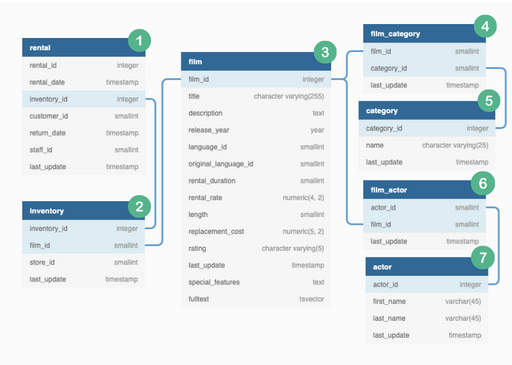 rental 1
rental_id integer
rental_date timestamp
inventory_id integer
customer_id smallint
return_date timestamp
staff_id smallint
last_update timestamp
inventory 2
inventory_id integer
film_id smallint
store_id smallint
last_update timestamp
film 3
film_id integer
title character varying(255)
description text
release_year year
language_id smallint
original_language_id smallint
rental_duration smallint
rental_rate numeric(4, 2)
length smallint
replacement_cost numeric(5, 2)
rating character varying(5)
last_update timestamp
special_features text
fulltext tsvector
film_category 4
film_id smallint
category_id smallint
last_update timestamp
category 5
category_id integer
name character varying(25)
last_update timestamp
film_actor 6
actor_id smallint
film_id smallint
last_update timestamp
actor 7
actor_id integer
first_name varchar(45)
last_name varchar(45)
last_update timestamp